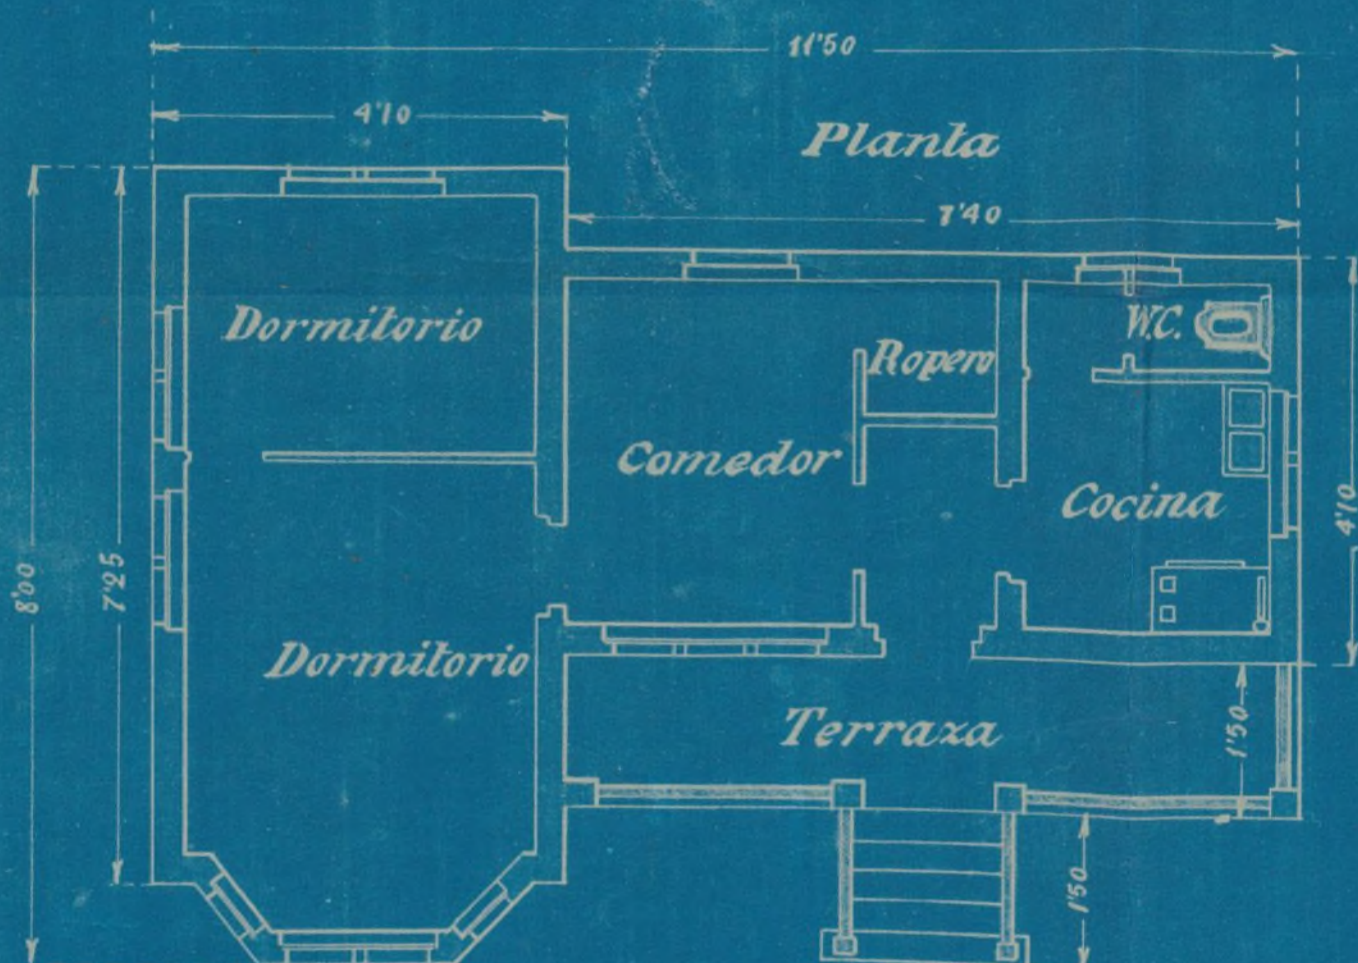 11'50
4'10
Planta
7'40
Dormitorio
W.C.
Ropero
Comedor
Cocina
4'10
8'00
7'25
Dormitorio
Terraza
1'50
1'50